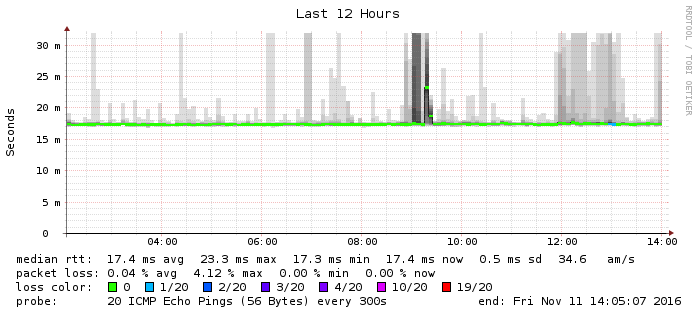 Last 12 Hours
RRDTOOL / TOBI OETIKER
Seconds
30 m
25 m
20 m
15 m
10 m
5 m
0
04:00 06:00 08:00 10:00 12:00 14:00
median rtt: 17.4 ms avg 23.3 ms max 17.3 ms min 17.4 ms now 0.5 ms sd 34.6 am/s
packet loss: 0.04 % avg 4.12 % max 0.00 % min 0.00 % now
loss color: 0 1/20 2/20 3/20 4/20 10/20 19/20
probe: 20 ICMP Echo Pings (56 Bytes) every 300s end: Fri Nov 11 14:05:07 2016